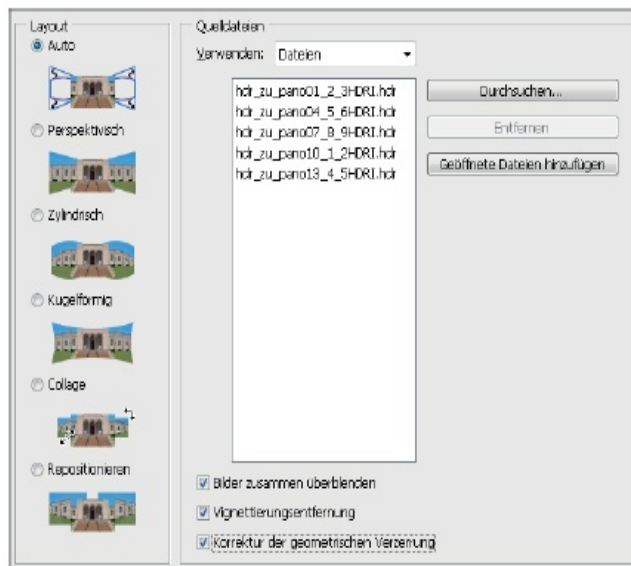 Layout
Auto
Perspektivisch
Zylindrisch
Kugelförmig
Collage
Repositionieren
Quelldateien
Verwenden: Dateien
hdr_zu_pano01_2_3HDRI.hdr
hdr_zu_pano04_5_6HDRI.hdr
hdr_zu_pano07_8_9HDRI.hdr
hdr_zu_pano10_1_2HDRI.hdr
hdr_zu_pano13_4_5HDRI.hdr
Durchsuchen...
Entfernen
Geöffnete Dateien hinzufügen
Bilder zusammen überblenden
Vignettierungsentfernung
Korrektur der geometrischen Verzerrung